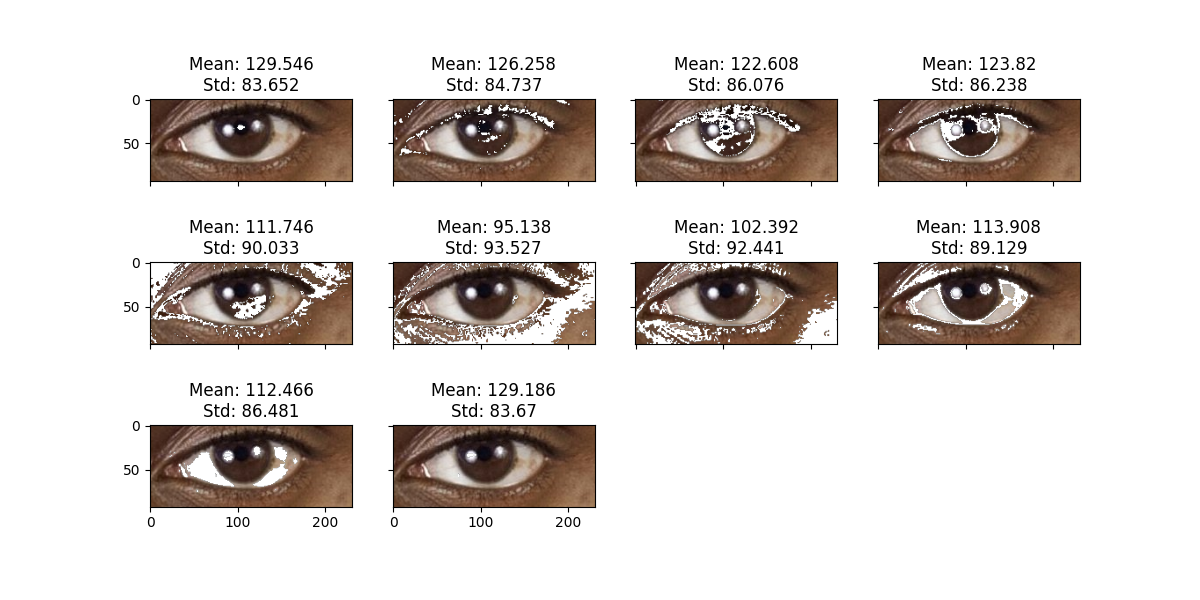 Mean: 129.546
Std: 83.652
Mean: 126.258
Std: 84.737
Mean: 122.608
Std: 86.076
Mean: 123.82
Std: 86.238
0
50
Mean: 111.746
Std: 90.033
Mean: 95.138
Std: 93.527
Mean: 102.392
Std: 92.441
Mean: 113.908
Std: 89.129
0
50
Mean: 112.466
Std: 86.481
Mean: 129.186
Std: 83.67
0
50
0 100 200
0 100 200